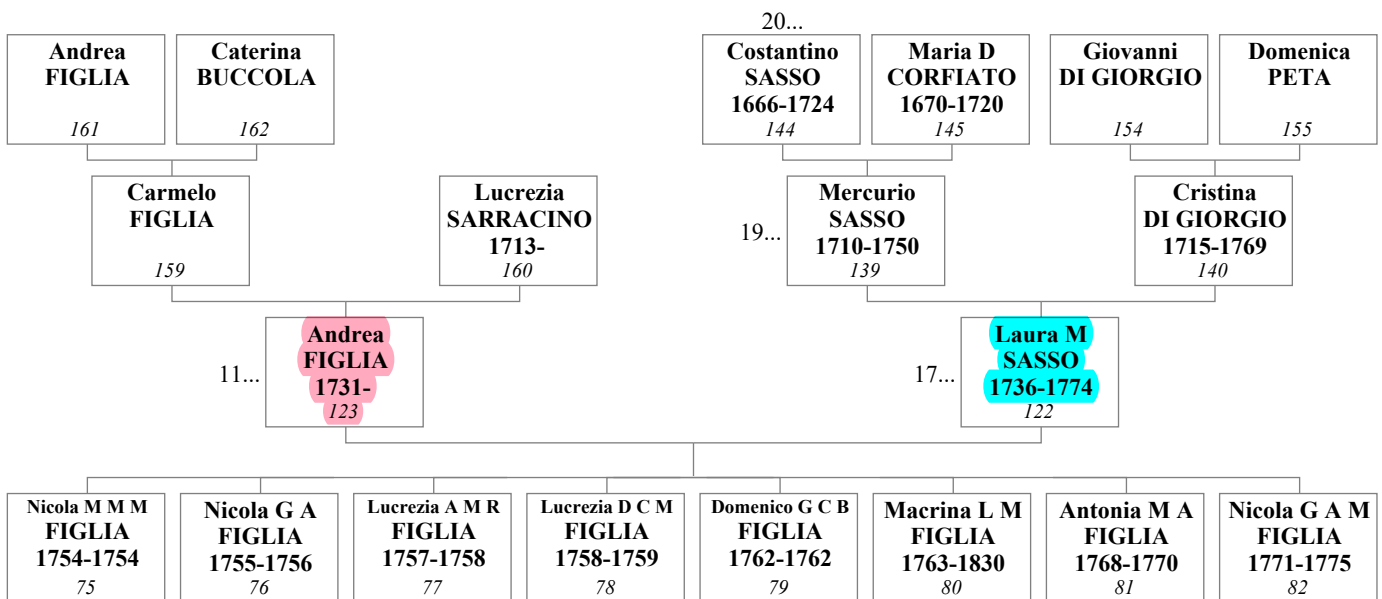 20...
Andrea
FIGLIA
161
Caterina
BUCCOLA
162
Costantino
SASSO
1666-1724
144
Maria D
CORFIATO
1670-1720
145
Giovanni
DI GIORGIO
154
Domenica
PETA
155
Carmelo
FIGLIA
159
Lucrezia
SARRACINO
1713-
160
19...
Mercurio
SASSO
1710-1750
139
Cristina
DI GIORGIO
1715-1769
140
11...
Andrea
FIGLIA
1731-
123
17...
Laura M
SASSO
1736-1774
122
Nicola M M M
FIGLIA
1754-1754
75
Nicola G A
FIGLIA
1755-1756
76
Lucrezia A M R
FIGLIA
1757-1758
77
Lucrezia D C M
FIGLIA
1758-1759
78
Domenico G C B
FIGLIA
1762-1762
79
Macrina L M
FIGLIA
1763-1830
80
Antonia M A
FIGLIA
1768-1770
81
Nicola G A M
FIGLIA
1771-1775
82